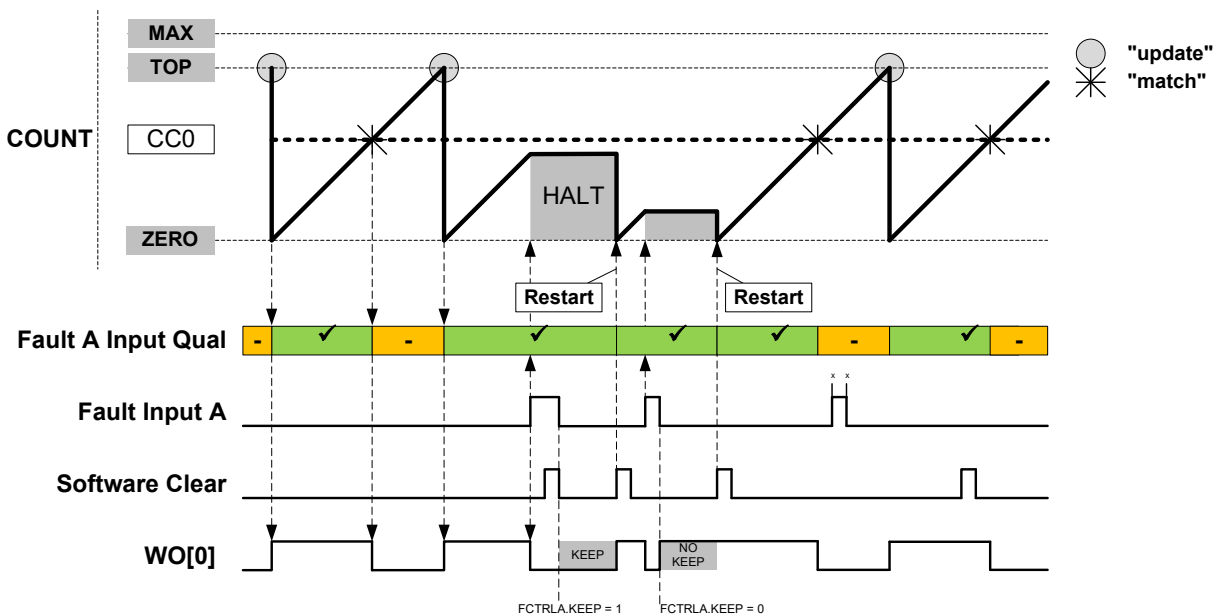 MAX
"update"
TOP
"match"
COUNT
CC0
HALT
ZERO
Restart
Restart
Fault A Input Qual
- ✓ - ✓ ✓ ✓ - ✓ -
x x
Fault Input A
Software Clear
WO[0]
KEEP
NO
KEEP
FCTRLA.KEEP = 1
FCTRLA.KEEP = 0